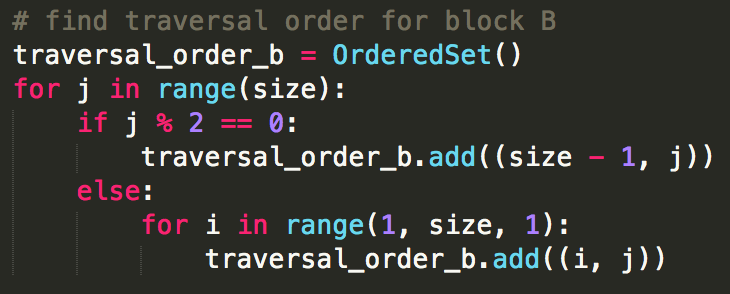 # find traversal order for block B
traversal_order_b = OrderedSet()
for j in range(size):
    if j % 2 == 0:
        traversal_order_b.add((size - 1, j))
    else:
        for i in range(1, size, 1):
            traversal_order_b.add((i, j))